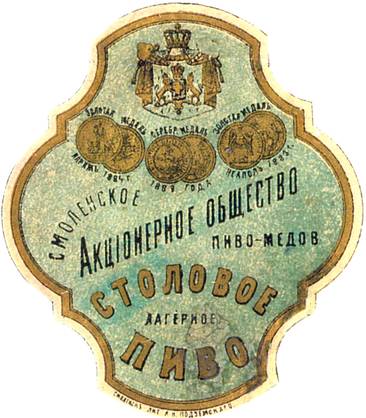 ЗОЛОТАЯ МЕДАЛЬ
СЕРЕБР. МЕДАЛЬ
ЗОЛОТАЯ МЕДАЛЬ
1889 ГОДА
СМОЛЕНСКОЕ
АКЦІОНЕРНОЕ ОБЩЕСТВО
ПИВО-МЕДОВ
СТОЛОВОЕ
ЛАГЕРНОЕ
ПИВО